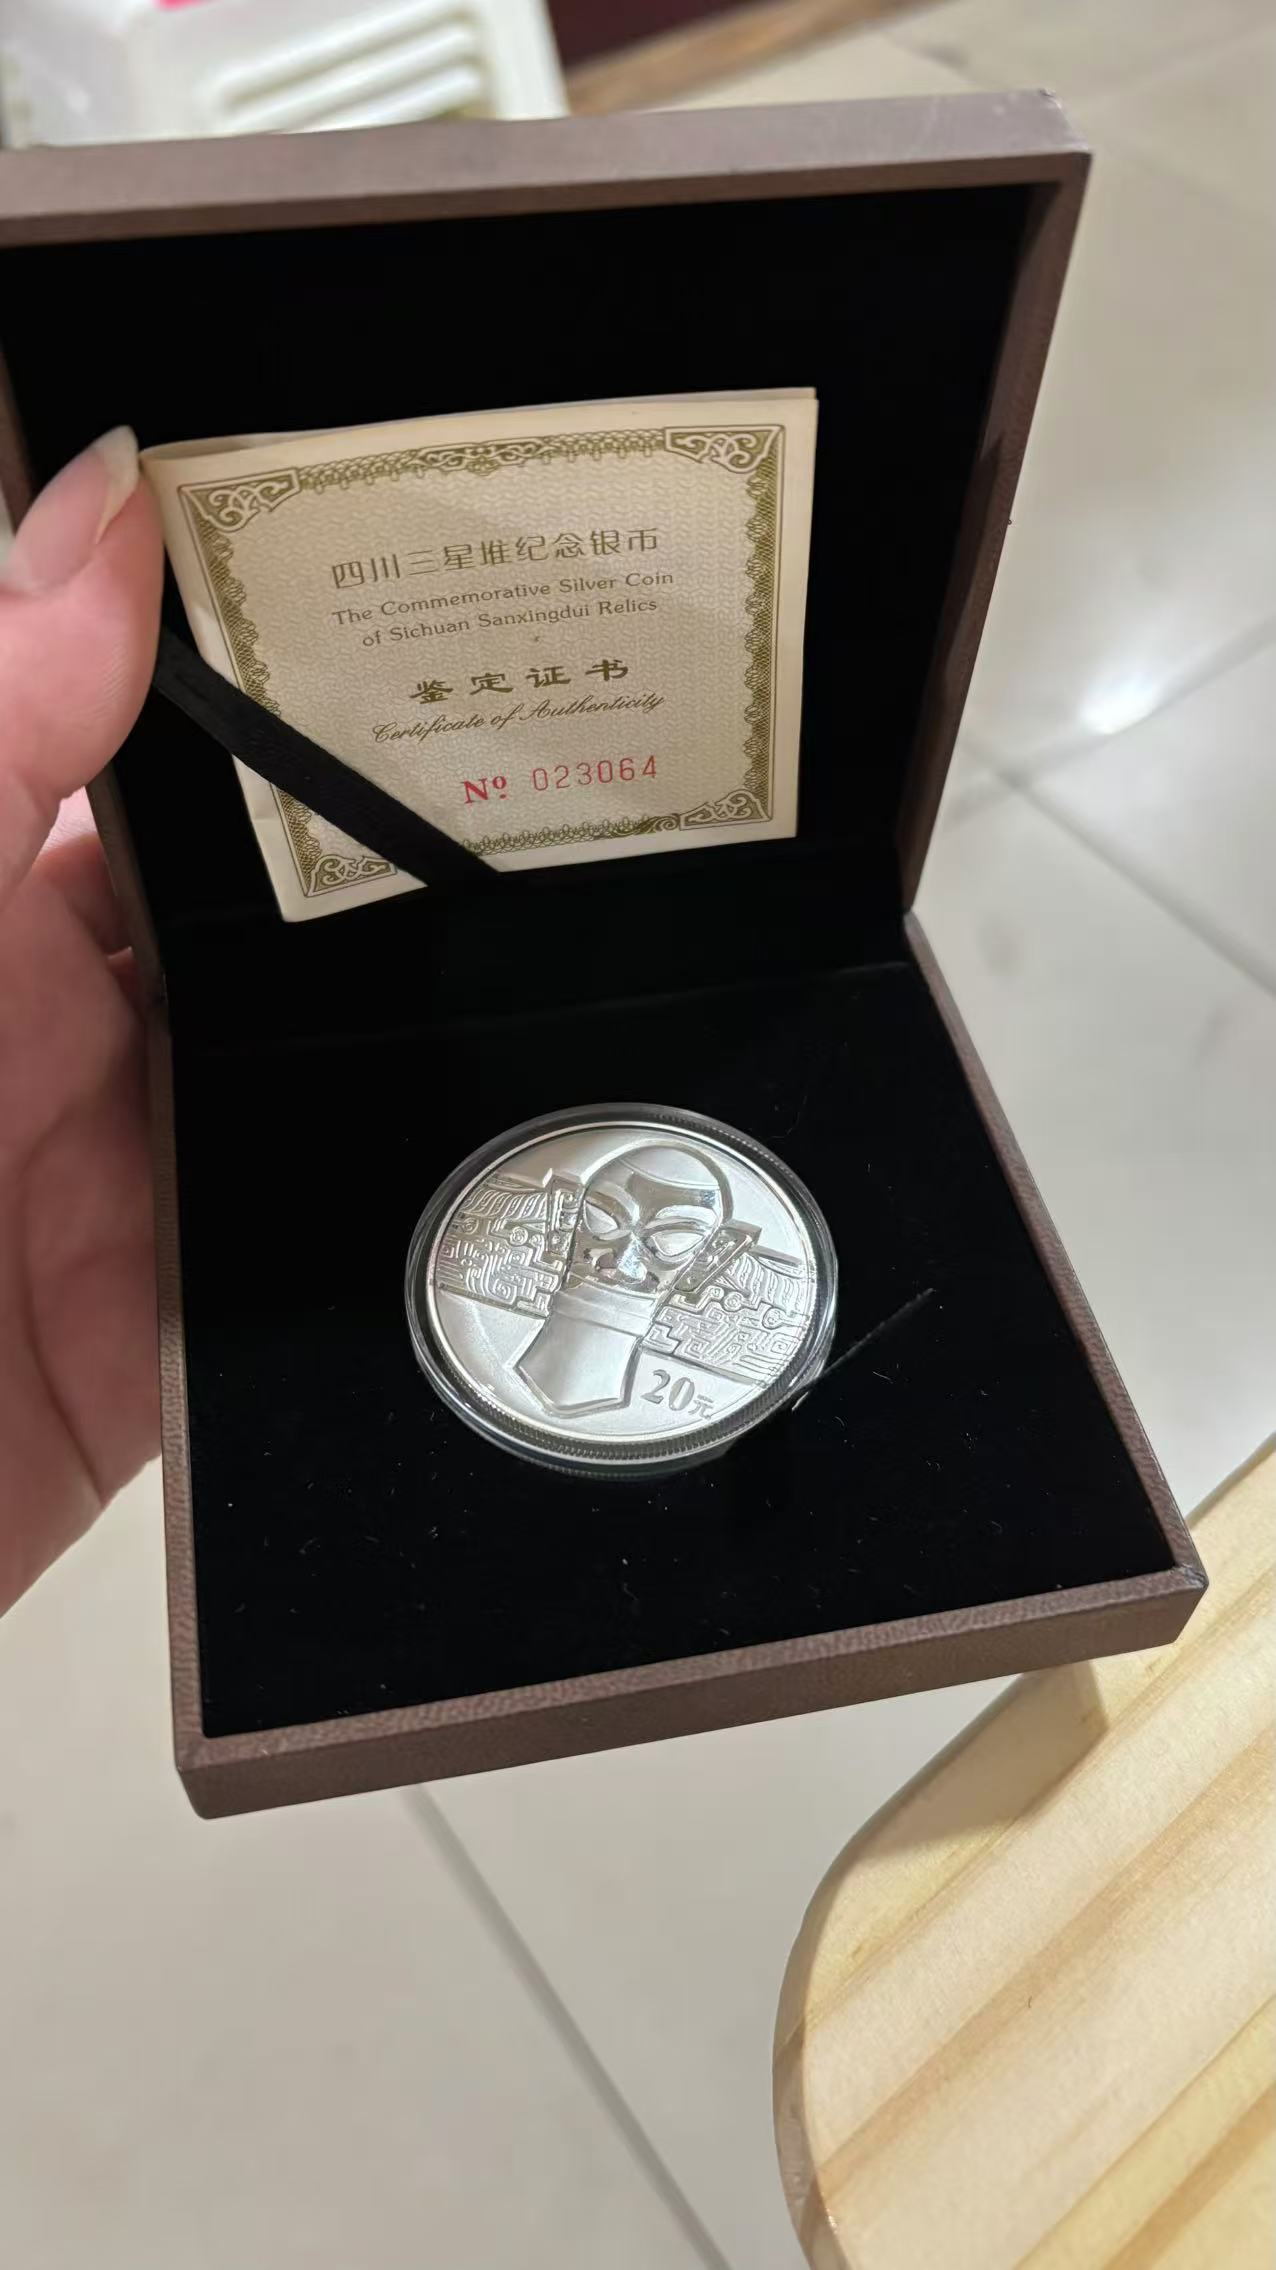 四川三星堆纪念银币
The Commemorative Silver Coin
of Sichuan Sanxingdui Relics
鉴定证书
Certificate of Authenticity
Nº 023064
20元